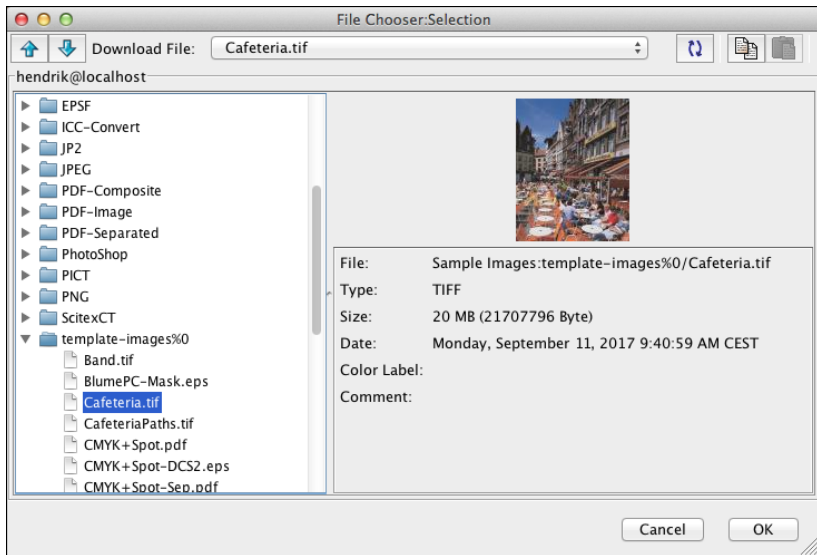 File Chooser:Selection
Download File: Cafeteria.tif
hendrik@localhost
EPSF
ICC-Convert
JP2
JPEG
PDF-Composite
PDF-Image
PDF-Separated
PhotoShop
PICT
PNG
ScitexCT
template-images%0
Band.tif
BlumePC-Mask.eps
Cafeteria.tif
CafeteriaPaths.tif
CMYK+Spot.pdf
CMYK+Spot-DCS2.eps
CMYK+Spot-Sep.pdf
File: Sample Images:template-images%0/Cafeteria.tif
Type: TIFF
Size: 20 MB (21707796 Byte)
Date: Monday, September 11, 2017 9:40:59 AM CEST
Color Label:
Comment:
Cancel OK